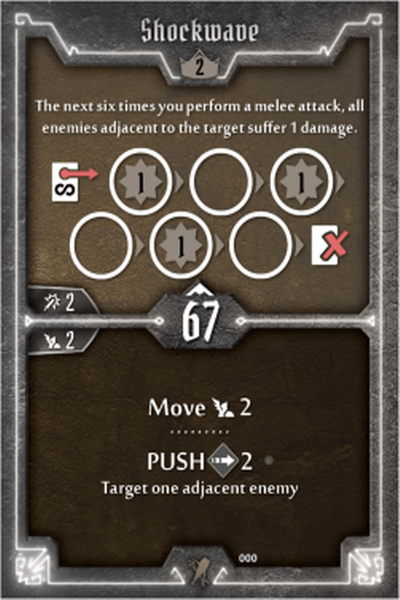 Shockwave
2
The next six times you perform a melee attack, all
enemies adjacent to the target suffer 1 damage.
1 1
1
2
67
2
Move 2
PUSH 2
Target one adjacent enemy
000